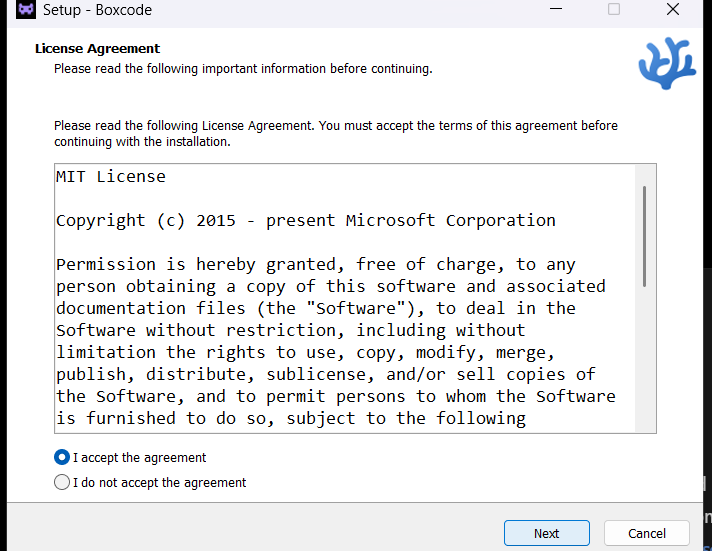 Setup - Boxcode
License Agreement
Please read the following important information before continuing.
Please read the following License Agreement. You must accept the terms of this agreement before
continuing with the installation.
MIT License
Copyright (c) 2015 - present Microsoft Corporation
Permission is hereby granted, free of charge, to any
person obtaining a copy of this software and associated
documentation files (the "Software"), to deal in the
Software without restriction, including without
limitation the rights to use, copy, modify, merge,
publish, distribute, sublicense, and/or sell copies of
the Software, and to permit persons to whom the Software
is furnished to do so, subject to the following
I accept the agreement
I do not accept the agreement
Next
Cancel